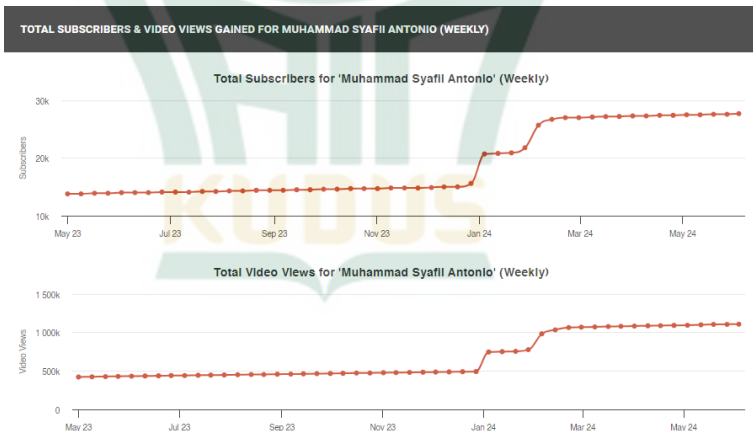 TOTAL SUBSCRIBERS & VIDEO VIEWS GAINED FOR MUHAMMAD SYAFII ANTONIO (WEEKLY)
Total Subscribers for 'Muhammad Syafii Antonio' (Weekly)
Subscribers
30k
20k
10k
May 23 Jul 23 Sep 23 Nov 23 Jan 24 Mar 24 May 24
KUDUS
Total Video Views for 'Muhammad Syafii Antonio' (Weekly)
Video Views
1 500k
1 000k
500k
0
May 23 Jul 23 Sep 23 Nov 23 Jan 24 Mar 24 May 24